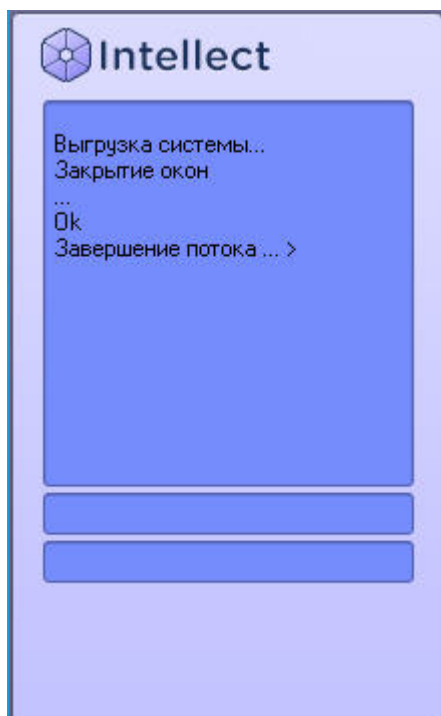 Intellect
Выгрузка системы...
Закрытие окон
...
Ok
Завершение потока ... >